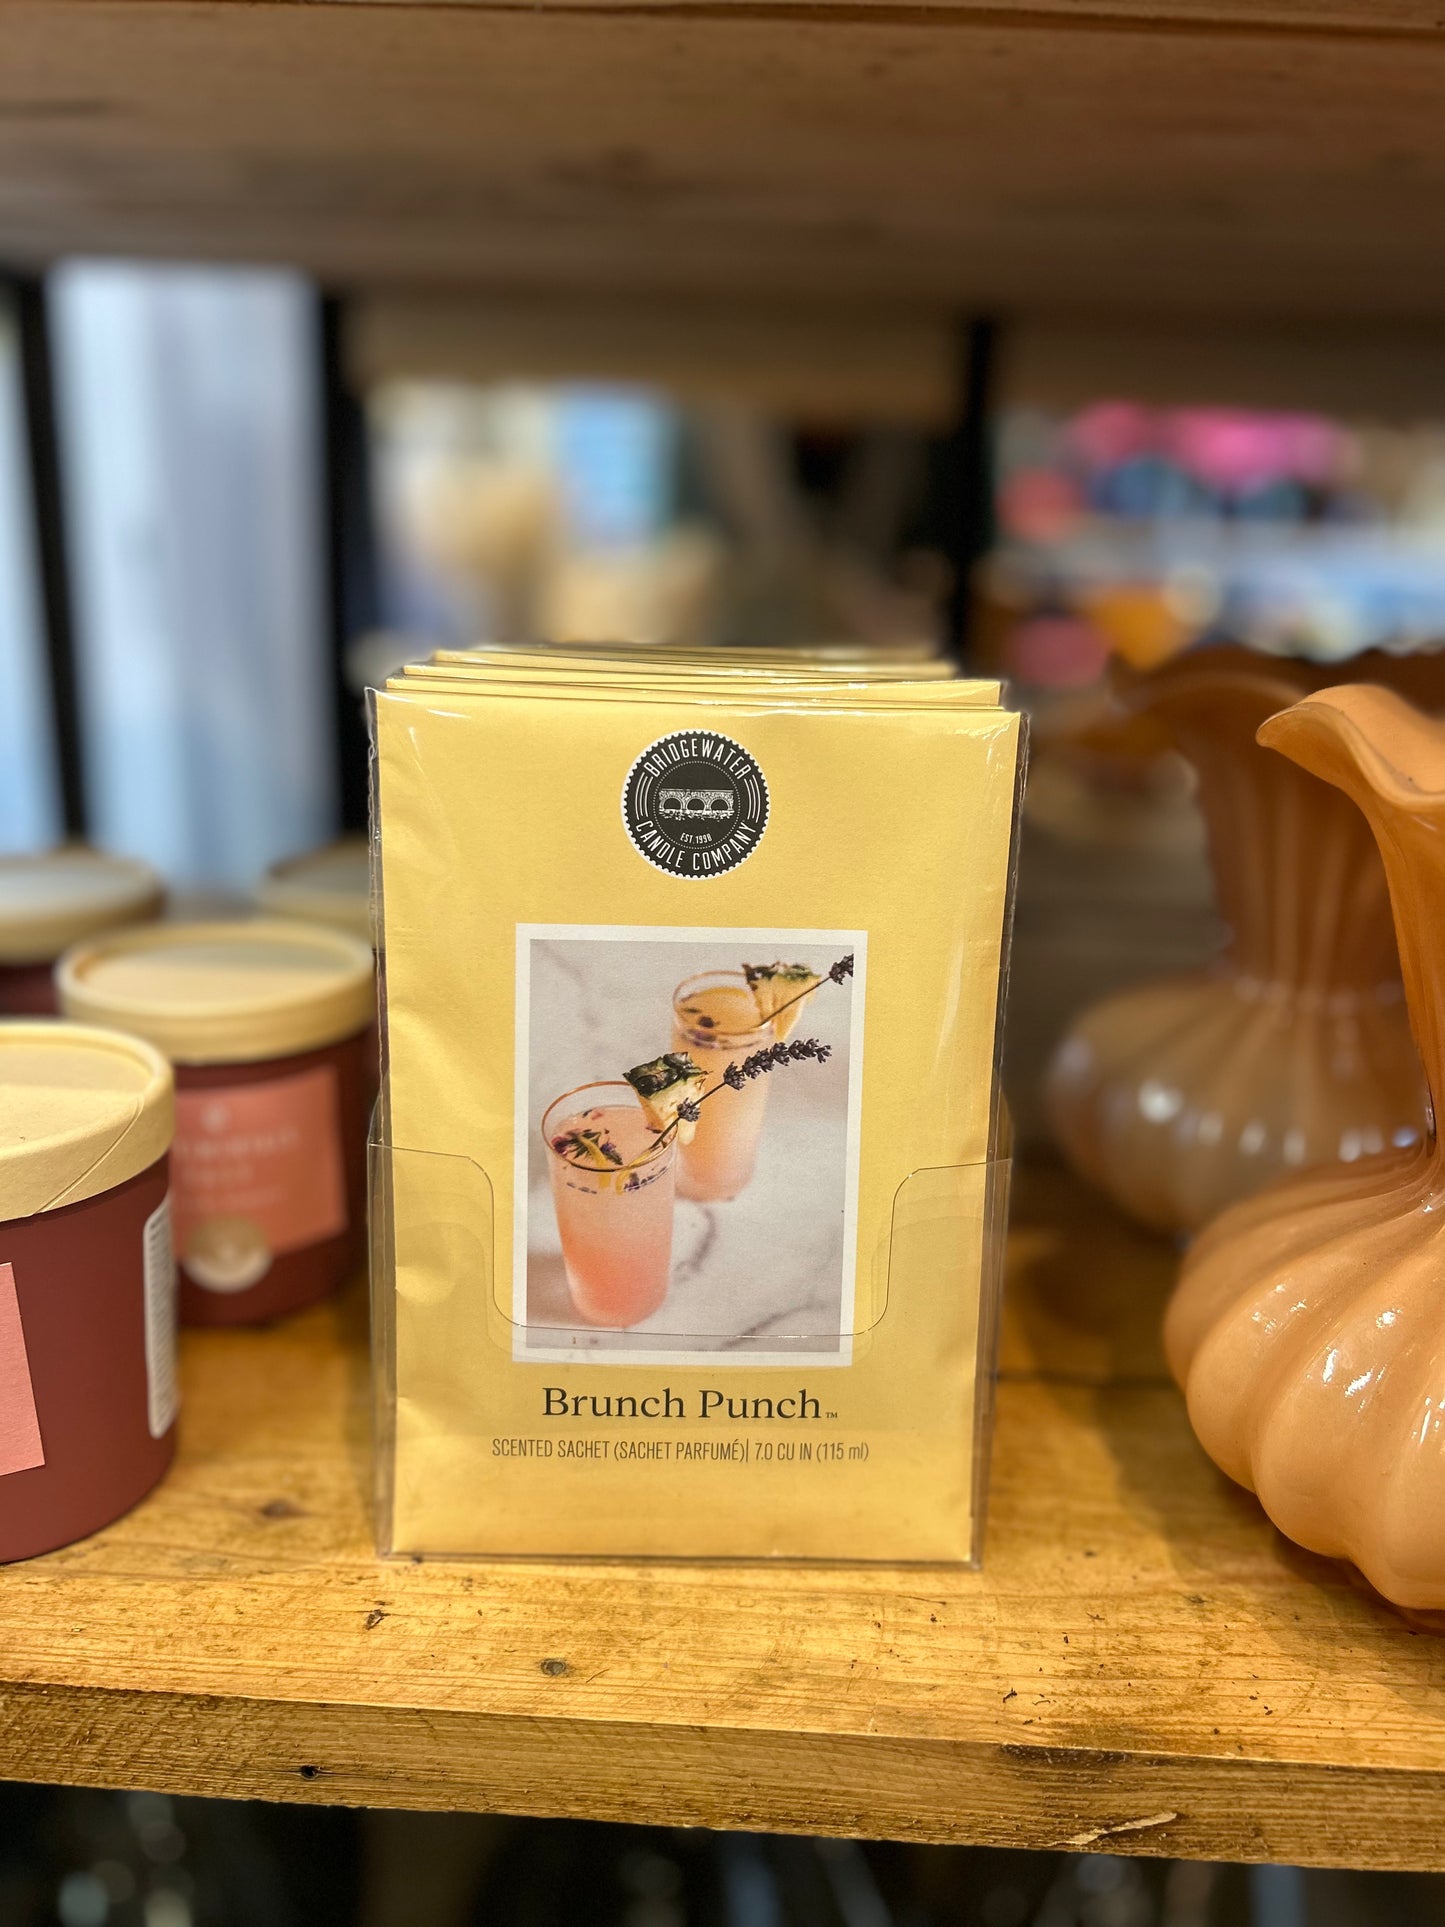 BRIDGEWATER
EST. 1998
CANDLE COMPANY
Brunch Punch™
SCENTED SACHET (SACHET PARFUMÉ)| 7.0 CU IN (115 ml)